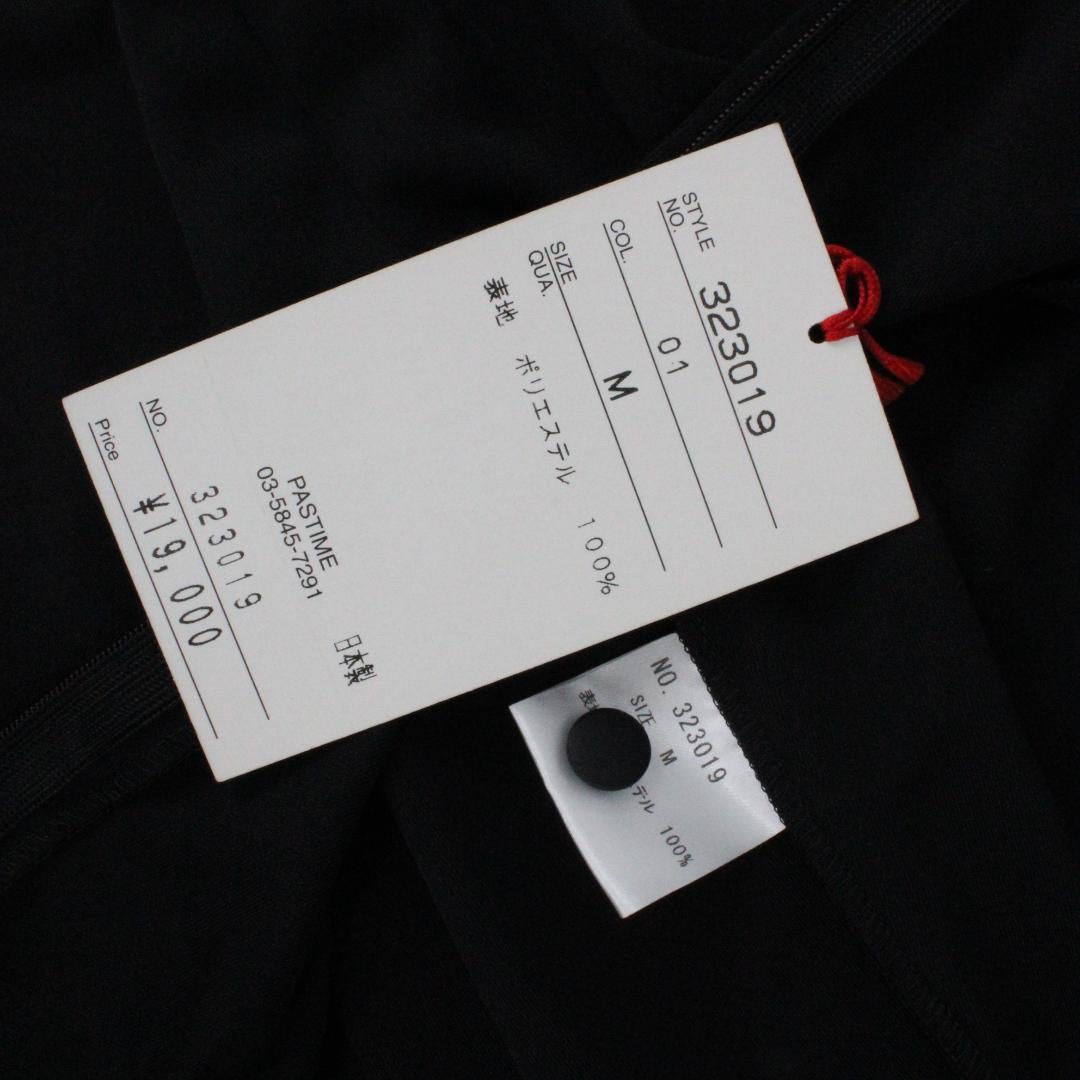 STYLE
NO. 323019
COL. 01
SIZE M
QUA.
表地 ポリエステル 100%
日本製
PASTIME
03-5845-7291
NO. 323019
Price ¥19,000
NO. 323019
SIZE M
テル 100%